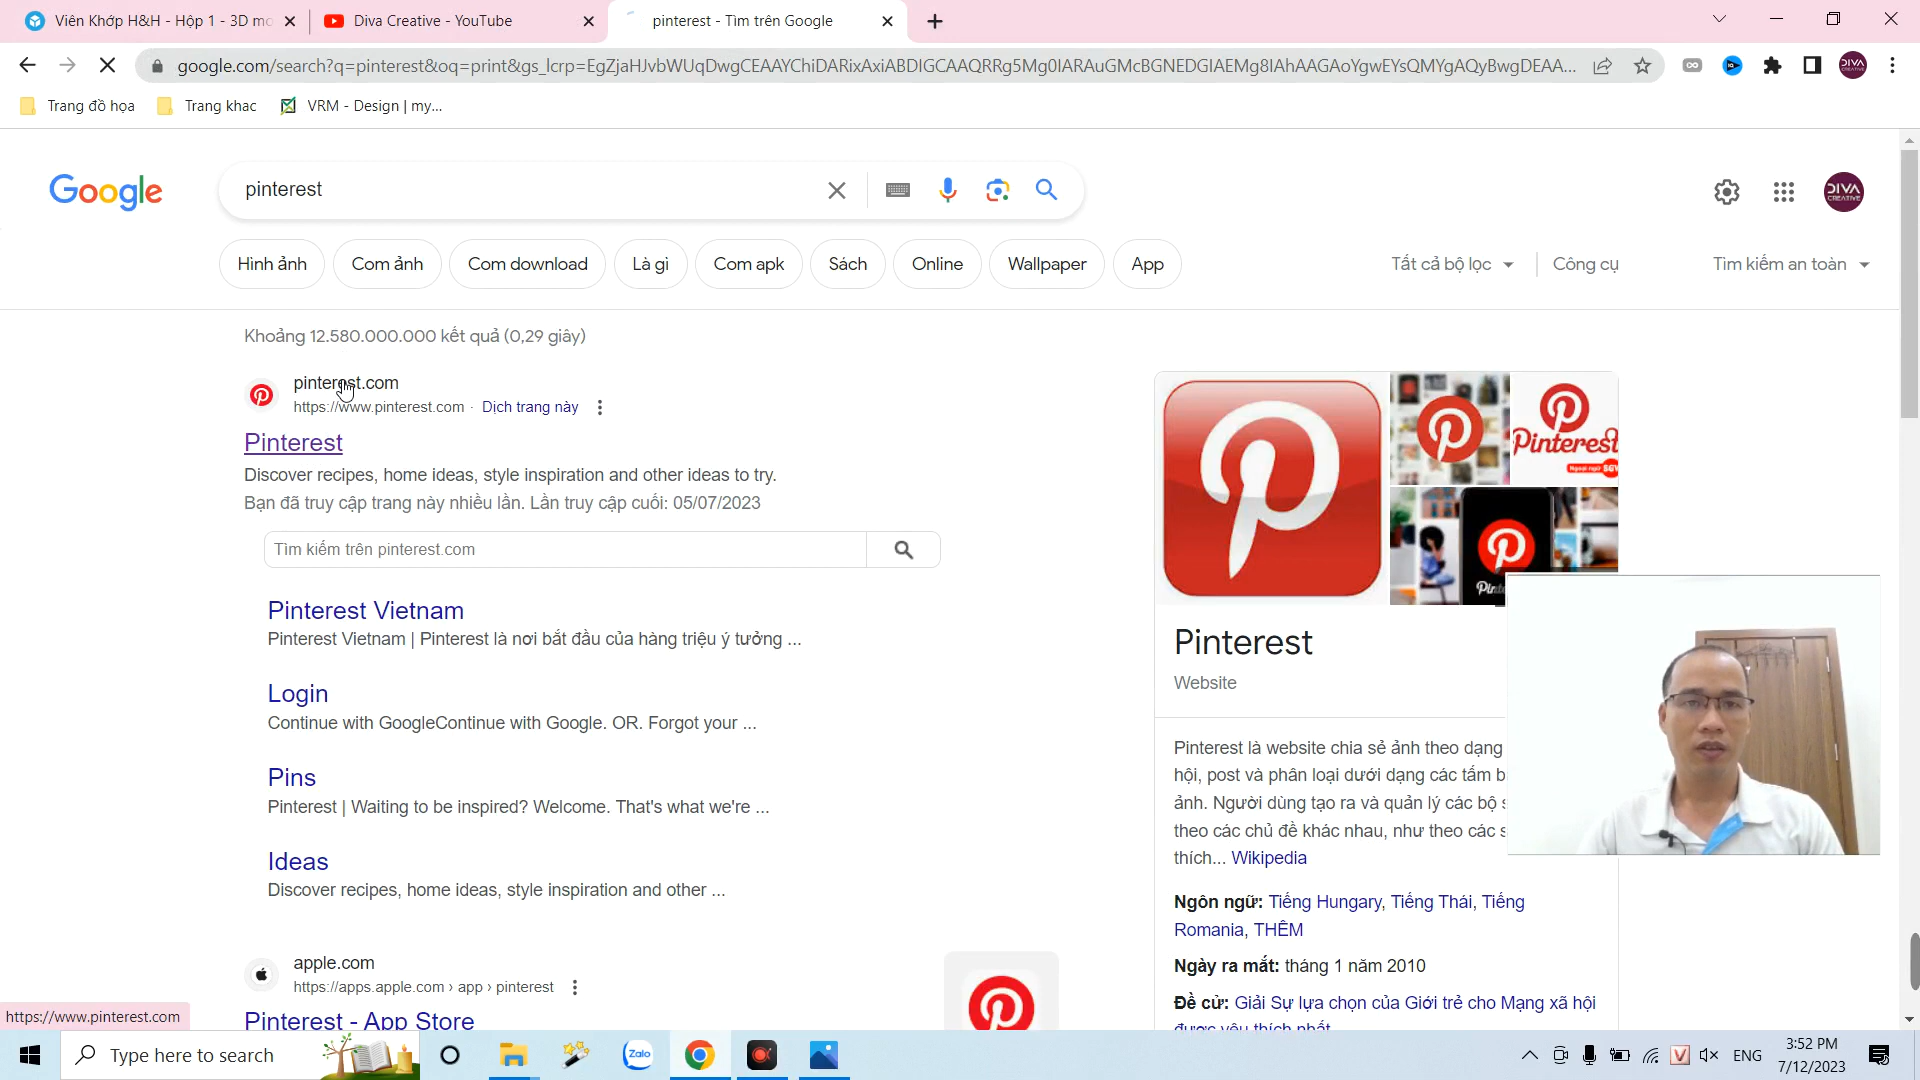 Viên Khớp H&H - Hộp 1 - 3D mo
Diva Creative - YouTube
pinterest - Tìm trên Google
google.com/search?q=pinterest&oq=print&gs_lcrp=EgZjaHJvbWUqDwgCEAAYChiDARixAxiABDIGCAAQRRg5Mg0IARAuGMcBGNEDGIAEMg8IAhAAGAoYgwEYsQMYgAQyBwgDEAA...
Trang đồ họa
Trang khac
VRM - Design | my...
Google
pinterest
DIVA
CREATIVE
Hình ảnh
Com ảnh
Com download
Là gì
Com apk
Sách
Online
Wallpaper
App
Tất cả bộ lọc
Công cụ
Tìm kiếm an toàn
Khoảng 12.580.000.000 kết quả (0,29 giây)
pinterest.com
https://www.pinterest.com · Dịch trang này
Pinterest
Discover recipes, home ideas, style inspiration and other ideas to try.
Bạn đã truy cập trang này nhiều lần. Lần truy cập cuối: 05/07/2023
Tìm kiếm trên pinterest.com
Pinterest Vietnam
Pinterest Vietnam | Pinterest là nơi bắt đầu của hàng triệu ý tưởng ...
Login
Continue with GoogleContinue with Google. OR. Forgot your ...
Pins
Pinterest | Waiting to be inspired? Welcome. That's what we're ...
Ideas
Discover recipes, home ideas, style inspiration and other ...
apple.com
https://apps.apple.com › app › pinterest
Pinterest - App Store
Pinterest
Pinterest
Website
Pinterest là website chia sẻ ảnh theo dạng
hội, post và phân loại dưới dạng các tấm b
ảnh. Người dùng tạo ra và quản lý các bộ s
theo các chủ đề khác nhau, như theo các s
thích... Wikipedia
Ngôn ngữ: Tiếng Hungary, Tiếng Thái, Tiếng
Romania, THÊM
Ngày ra mắt: tháng 1 năm 2010
Đề cử: Giải Sự lựa chọn của Giới trẻ cho Mạng xã hội
được yêu thích nhất
https://www.pinterest.com
Type here to search
Zalo
ENG
3:52 PM
7/12/2023